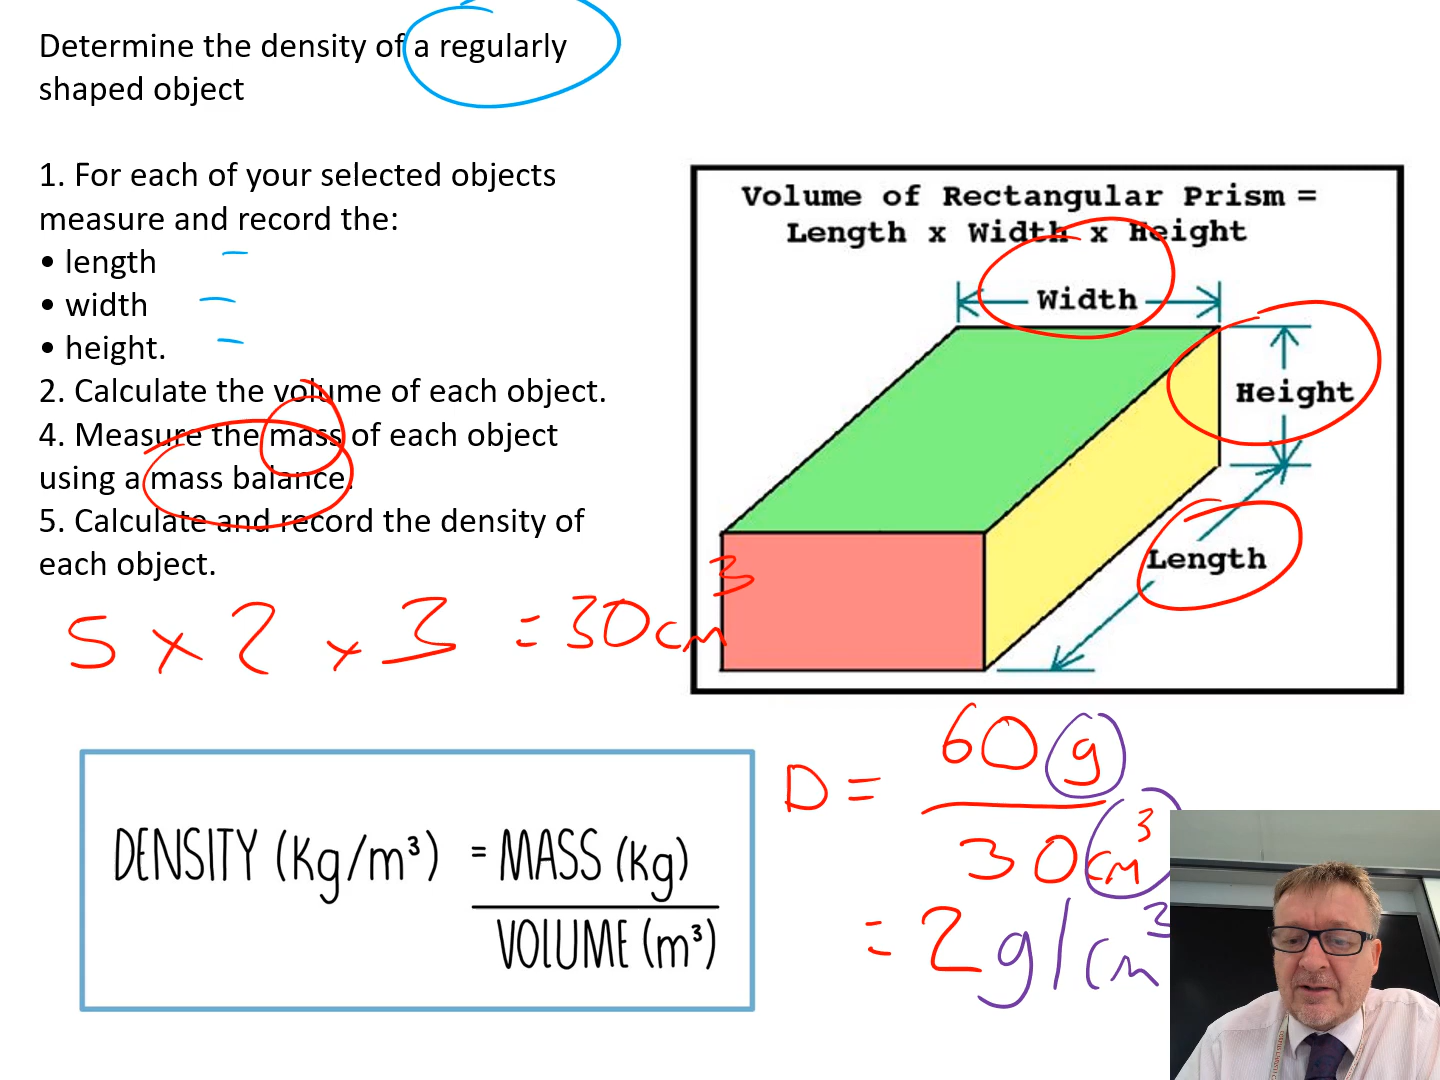 Determine the density of a regularly
shaped object
1. For each of your selected objects
measure and record the:
• length
• width
• height.
2. Calculate the volume of each object.
4. Measure the mass of each object
using a mass balance.
5. Calculate and record the density of
each object.
5 x 2 x 3 = 30cm³
Volume of Rectangular Prism =
Length x Width x Height
Width
Height
Length
DENSITY (Kg/m³) = MASS (Kg)
VOLUME (m³)
D = 60g
30cm³
= 2g/cm³